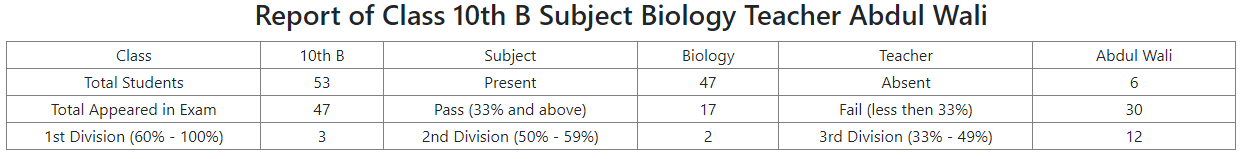 Report of Class 10th B Subject Biology Teacher Abdul Wali
Class 10th B Subject Biology Teacher Abdul Wali
Total Students 53 Present 47 Absent 6
Total Appeared in Exam 47 Pass (33% and above) 17 Fail (less then 33%) 30
1st Division (60% - 100%) 3 2nd Division (50% - 59%) 2 3rd Division (33% - 49%) 12